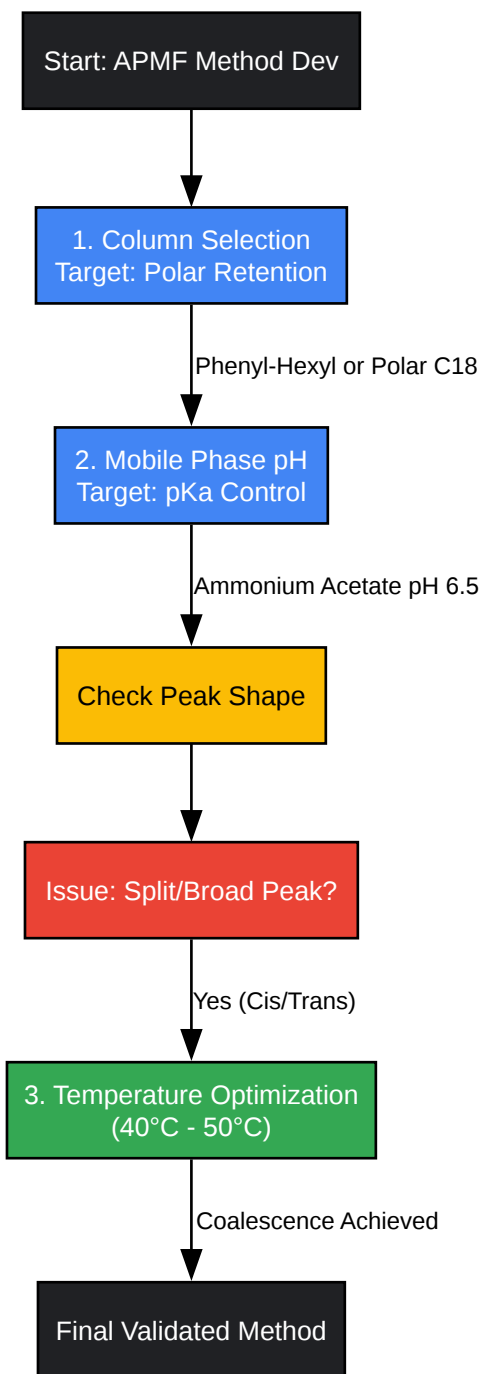 Start: APMF Method Dev
1. Column Selection
Target: Polar Retention
Phenyl-Hexyl or Polar C18
2. Mobile Phase pH
Target: pKa Control
Ammonium Acetate pH 6.5
Check Peak Shape
Issue: Split/Broad Peak?
Yes (Cis/Trans)
3. Temperature Optimization
(40°C - 50°C)
Coalescence Achieved
Final Validated Method